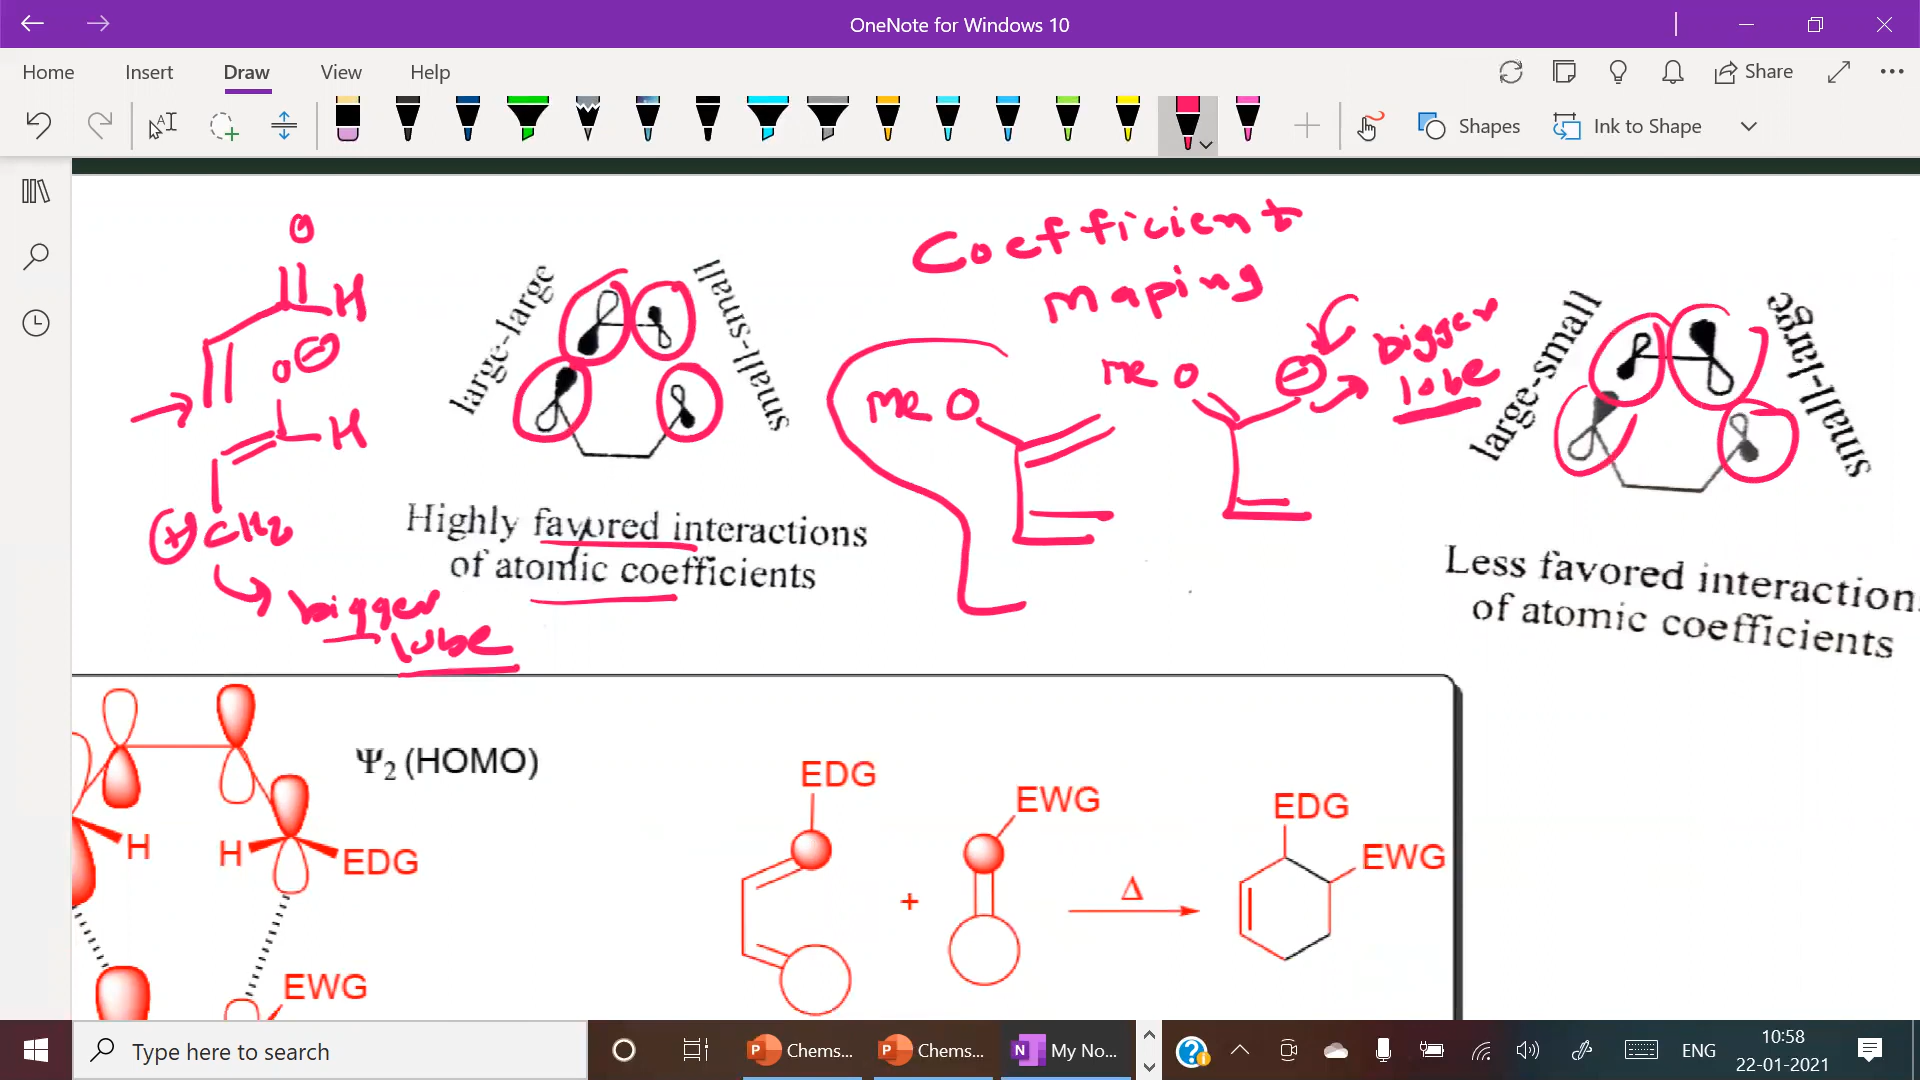 OneNote for Windows 10
Home Insert Draw View Help
Share
Shapes
Ink to Shape
O
H
O
H
CH2
bigger
lobe
large-large
small-small
Highly favored interactions
of atomic coefficients
Coefficient
maping
Me O
Me O
bigger
lobe
large-small
small-large
Less favored interaction
of atomic coefficients
Ψ2 (HOMO)
H
H
EDG
EWG
EDG
EWG
+
Δ
EDG
EWG
Type here to search
Chems...
Chems...
My No...
ENG
10:58
22-01-2021